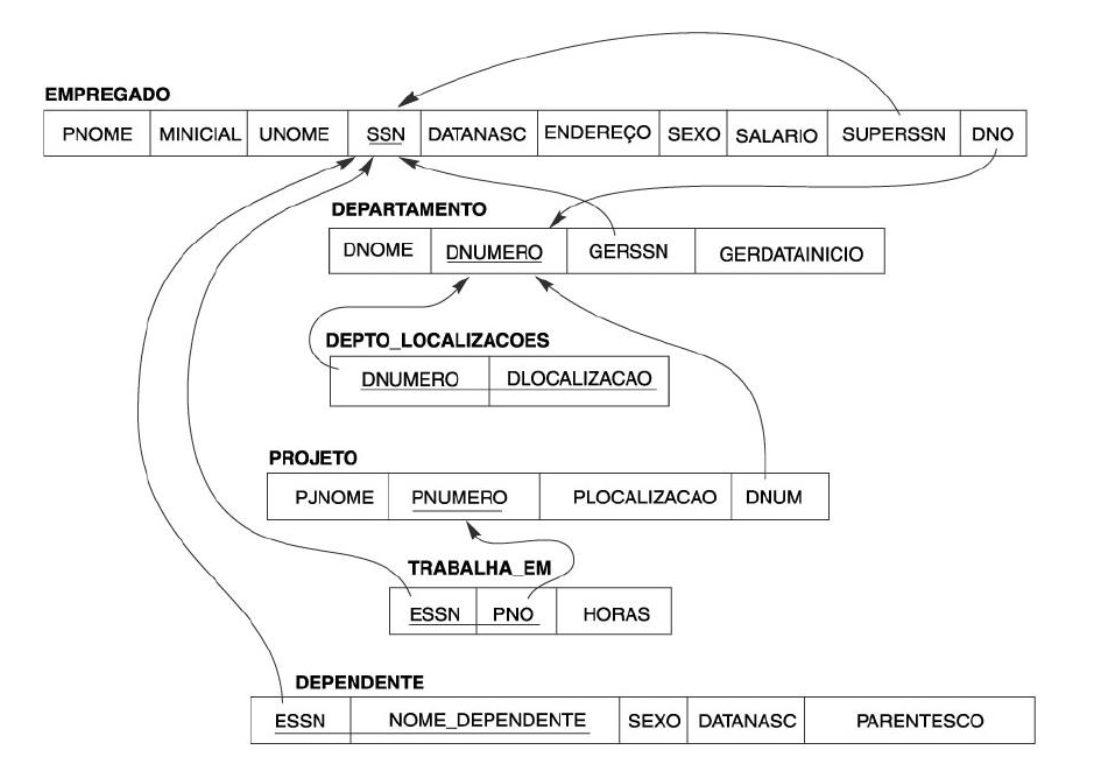 EMPREGADO
PNOME MINICIAL UNOME SSN DATANASC ENDEREÇO SEXO SALARIO SUPERSSN DNO
DEPARTAMENTO
DNOME DNUMERO GERSSN GERDATAINICIO
DEPTO_LOCALIZACOES
DNUMERO DLOCALIZACAO
PROJETO
PJNOME PNUMERO PLOCALIZACAO DNUM
TRABALHA_EM
ESSN PNO HORAS
DEPENDENTE
ESSN NOME_DEPENDENTE SEXO DATANASC PARENTESCO